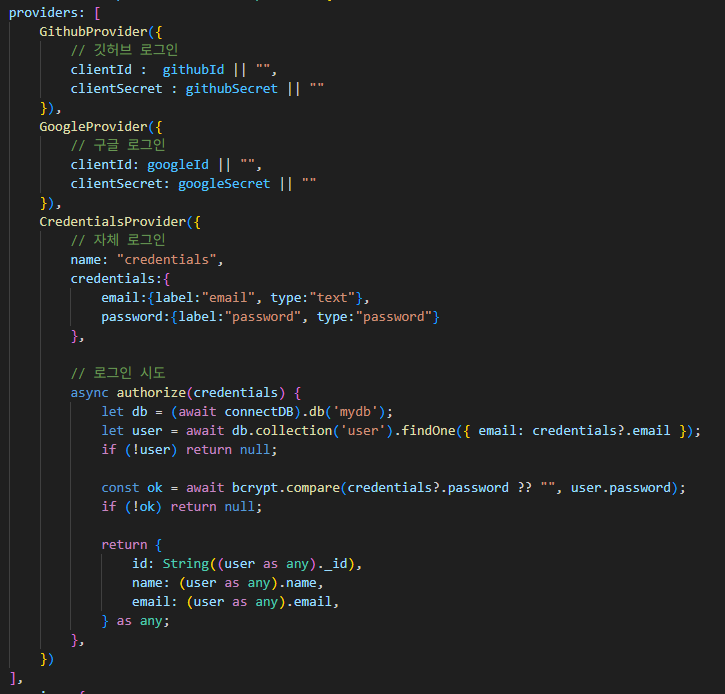 providers: [
    GithubProvider({
        // 깃허브 로그인
        clientId :  githubId || "",
        clientSecret : githubSecret || ""
    }),
    GoogleProvider({
        // 구글 로그인
        clientId: googleId || "",
        clientSecret: googleSecret || ""
    }),
    CredentialsProvider({
        // 자체 로그인
        name: "credentials",
        credentials:{
            email:{label:"email", type:"text"},
            password:{label:"password", type:"password"}
        },

        // 로그인 시도
        async authorize(credentials) {
            let db = (await connectDB).db('mydb');
            let user = await db.collection('user').findOne({ email: credentials?.email });
            if (!user) return null;

            const ok = await bcrypt.compare(credentials?.password ?? "", user.password);
            if (!ok) return null;

            return {
                id: String((user as any)._id),
                name: (user as any).name,
                email: (user as any).email,
            } as any;
        },
    })
],